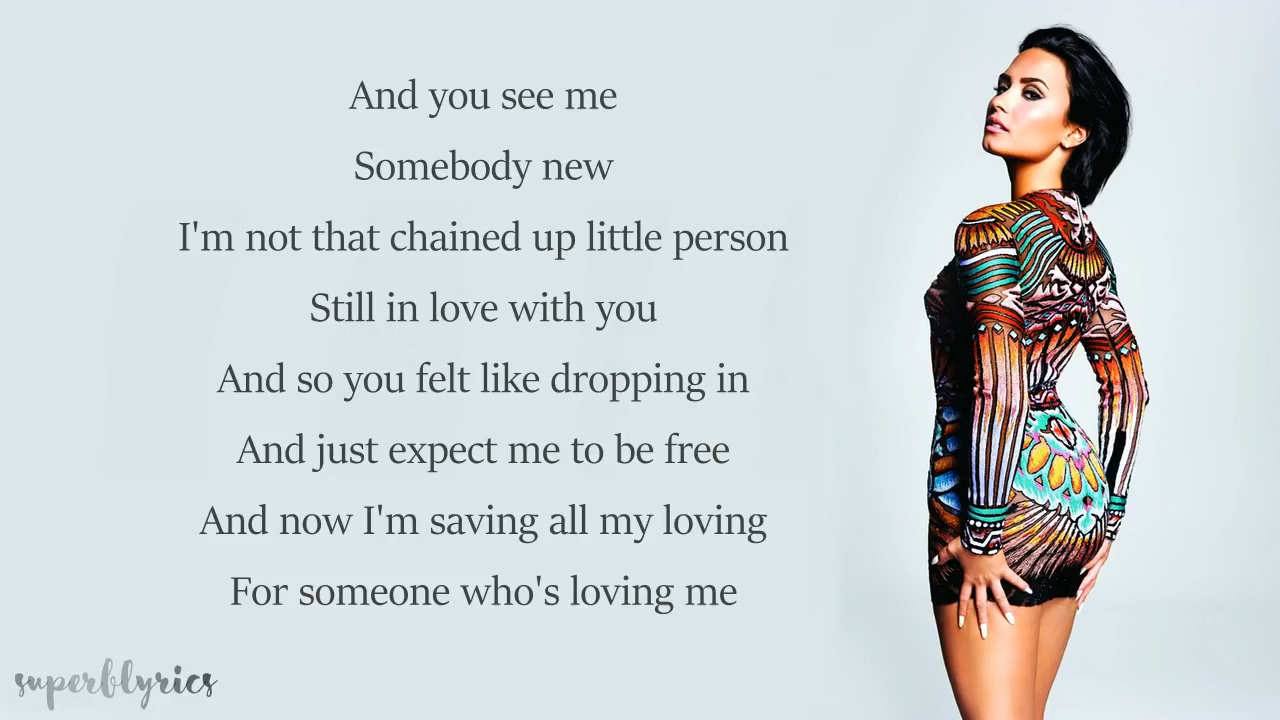 And you see me
Somebody new
I'm not that chained up little person
Still in love with you
And so you felt like dropping in
And just expect me to be free
And now I'm saving all my loving
For someone who's loving me
superblyrics